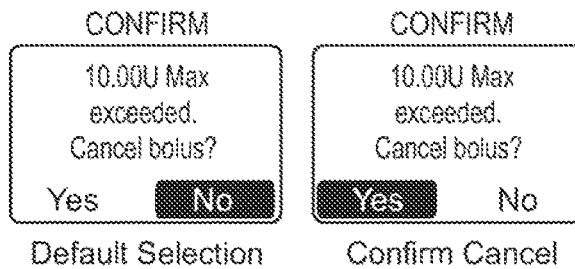 CONFIRM
10.00U Max
exceeded.
Cancel bolus?
Yes No
Default Selection
CONFIRM
10.00U Max
exceeded.
Cancel bolus?
Yes No
Confirm Cancel